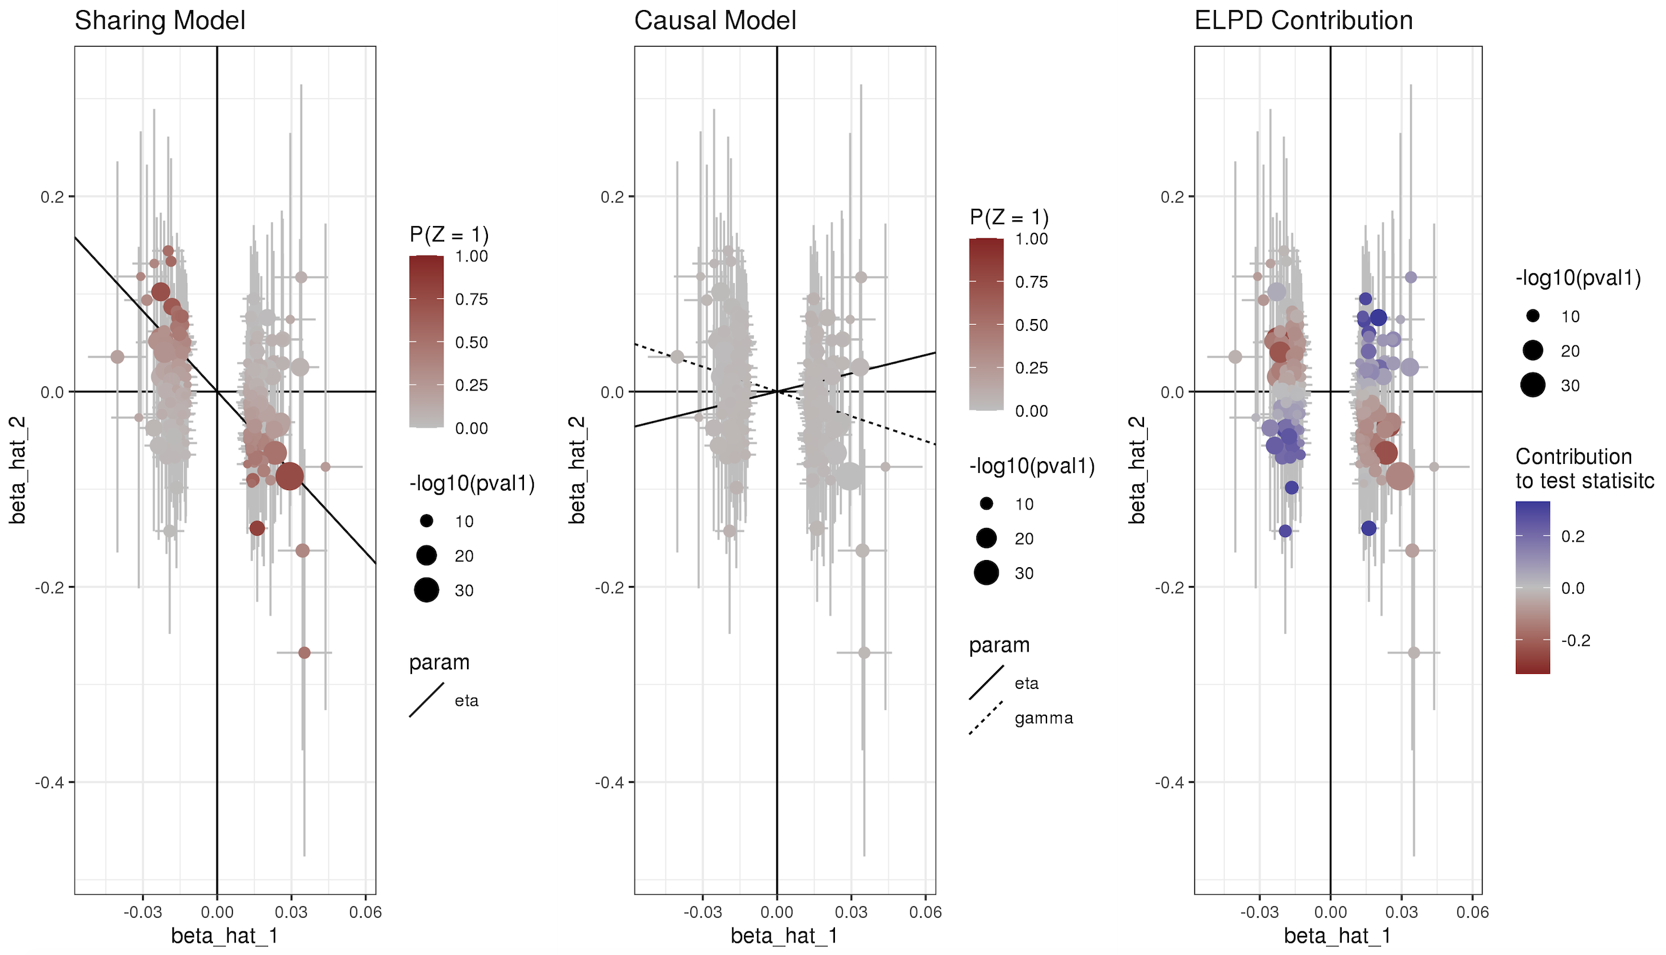 Sharing Model
beta_hat_2
0.2
0.0
-0.2
-0.4
-0.03
0.00
0.03
0.06
beta_hat_1
P(Z = 1)
1.00
0.75
0.50
0.25
0.00
-log10(pval1)
10
20
30
param
eta
Causal Model
beta_hat_2
0.2
0.0
-0.2
-0.4
-0.03
0.00
0.03
0.06
beta_hat_1
P(Z = 1)
1.00
0.75
0.50
0.25
0.00
-log10(pval1)
10
20
30
param
eta
gamma
ELPD Contribution
beta_hat_2
0.2
0.0
-0.2
-0.4
-0.03
0.00
0.03
0.06
beta_hat_1
-log10(pval1)
10
20
30
Contribution
to test statisitc
0.2
0.0
-0.2